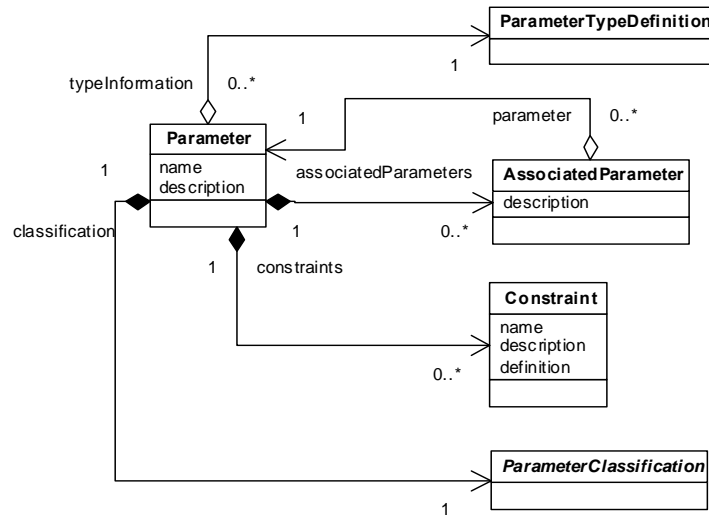 ParameterTypeDefinition
typeInformation
0..*
1
1
parameter
0..*
Parameter
name
description
1
associatedParameters
AssociatedParameter
description
classification
1
0..*
1
constraints
Constraint
name
description
definition
0..*
ParameterClassification
1